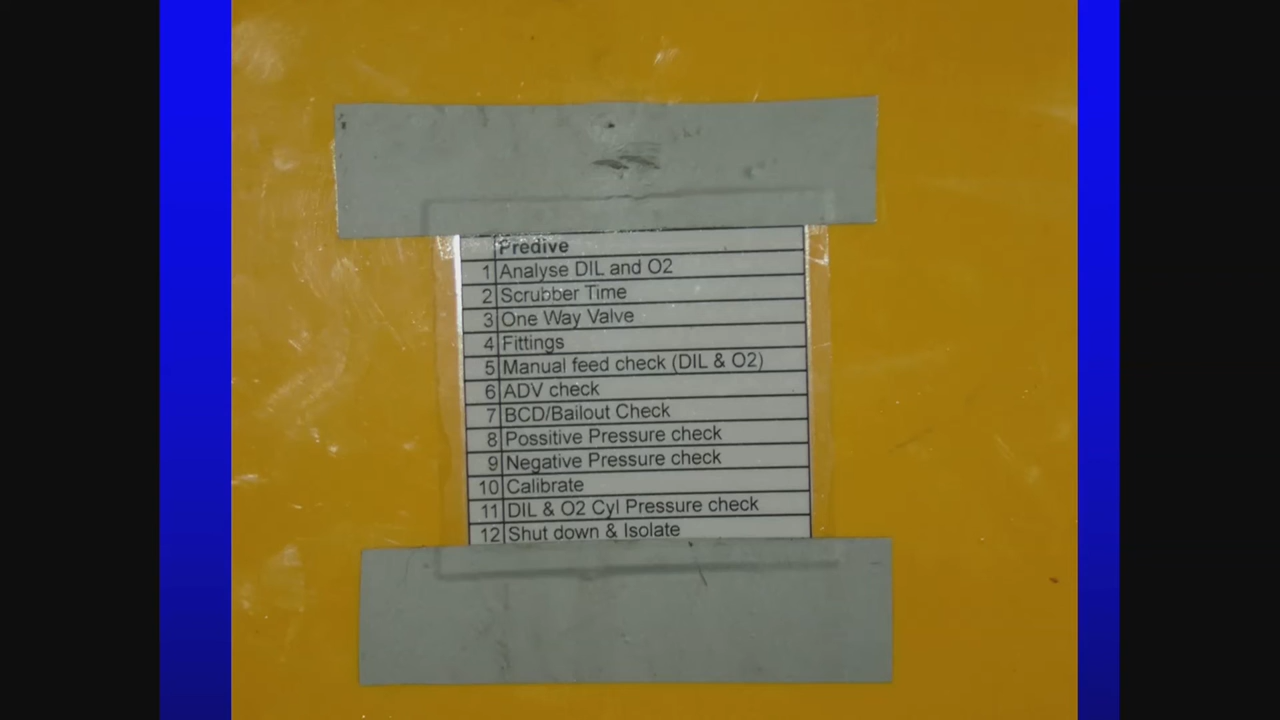 Predive
1 Analyse DIL and O2
2 Scrubber Time
3 One Way Valve
4 Fittings
5 Manual feed check (DIL & O2)
6 ADV check
7 BCD/Bailout Check
8 Possitive Pressure check
9 Negative Pressure check
10 Calibrate
11 DIL & O2 Cyl Pressure check
12 Shut down & Isolate